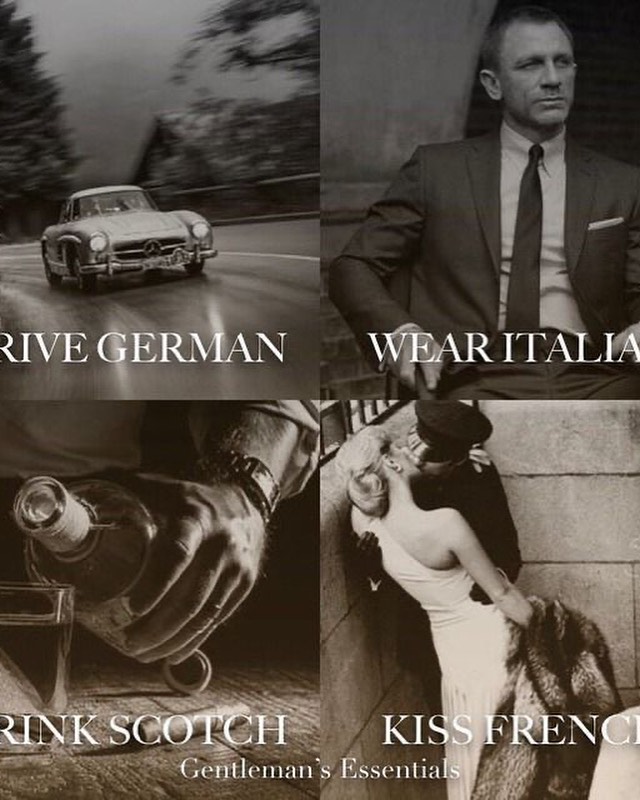 RIVE GERMAN
WEAR ITALIA
RINK SCOTCH
KISS FRENC
Gentleman's Essentials